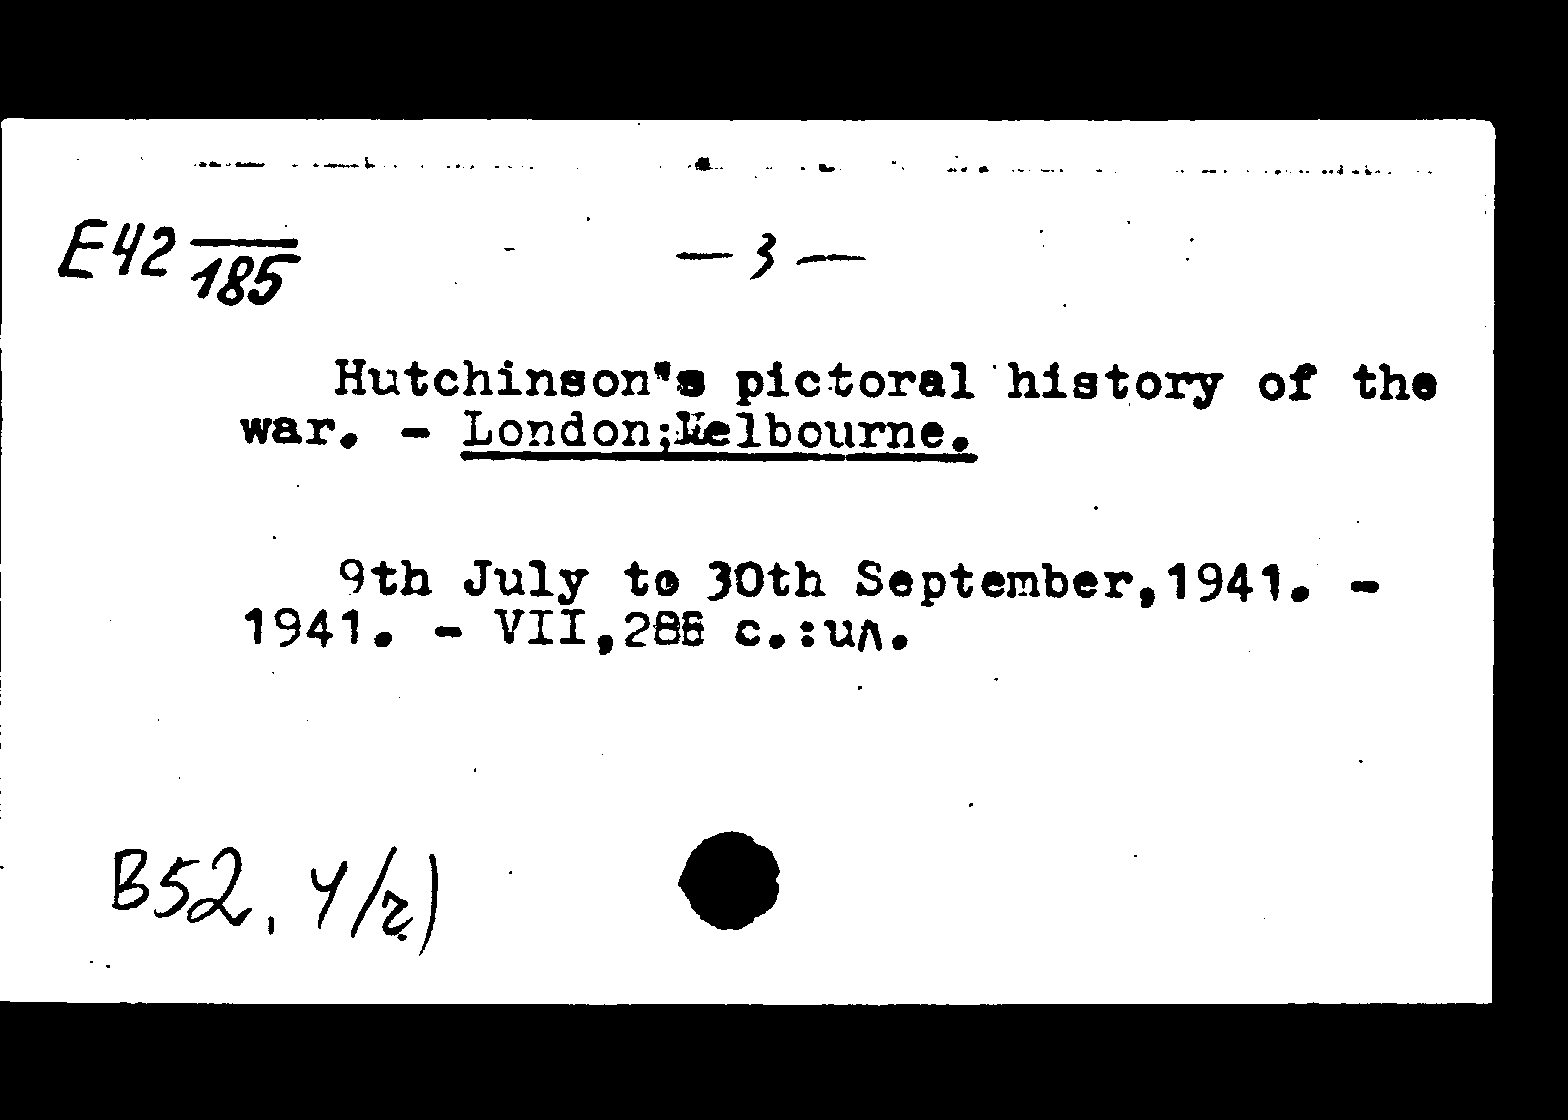 E42 185
— 3 —
Hutchinson"s pictoral history of the
war. - London;Melbourne.
9th July to 30th September,1941. -
1941. - VII,288 c.:ил.
B52, 4/2)